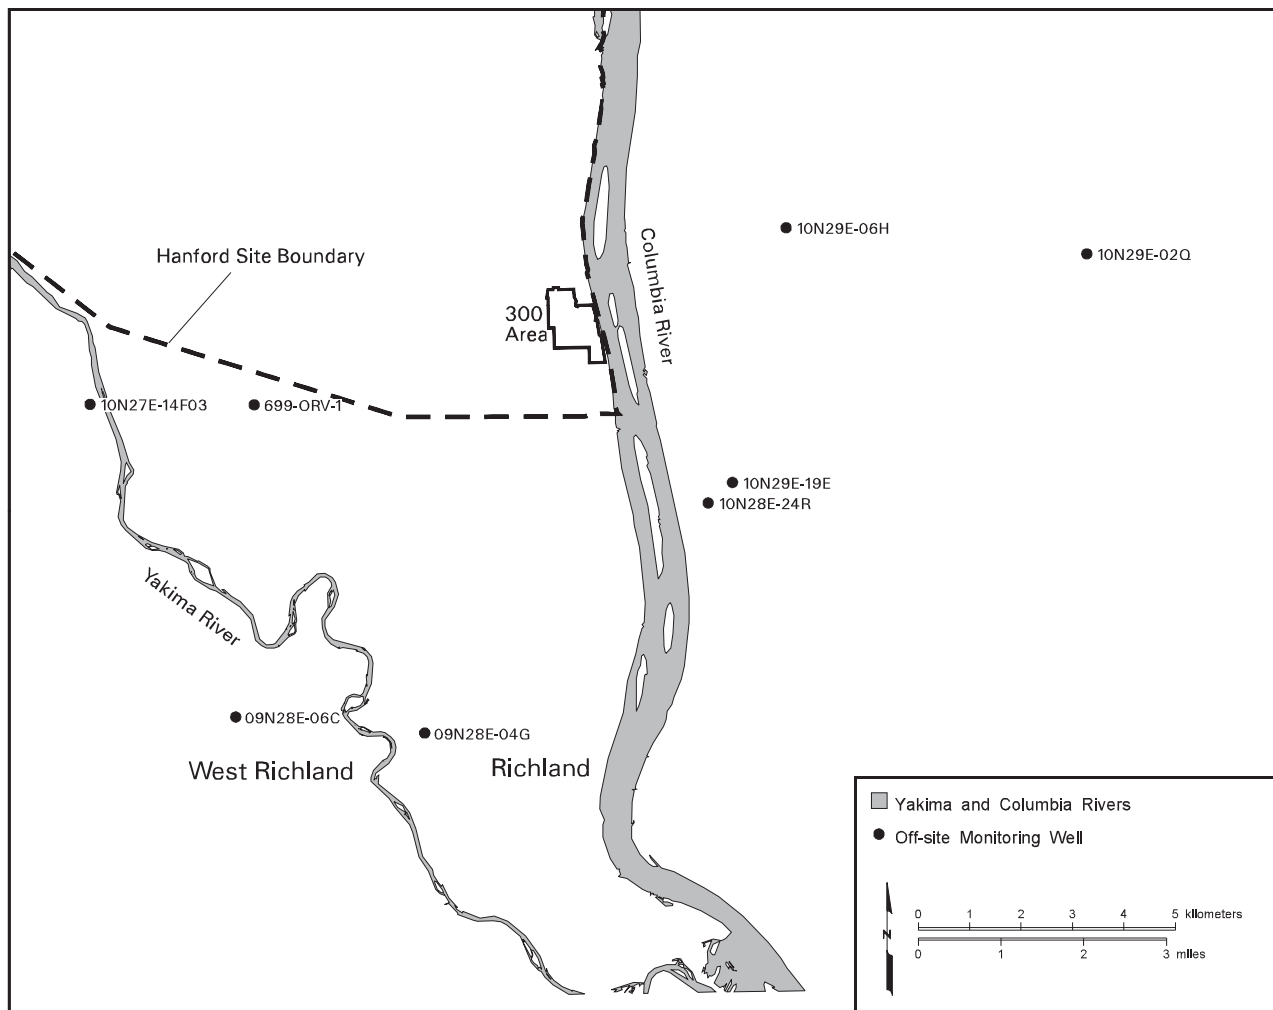 10N29E-06H
10N29E-02Q
Hanford Site Boundary
Columbia River
300
Area
10N27E-14F03
699-ORV-1
10N29E-19E
10N28E-24R
Yakima River
09N28E-06C
09N28E-04G
West Richland
Richland
Yakima and Columbia Rivers
Off-site Monitoring Well
N
0 1 2 3 4 5 kilometers
0 1 2 3 miles